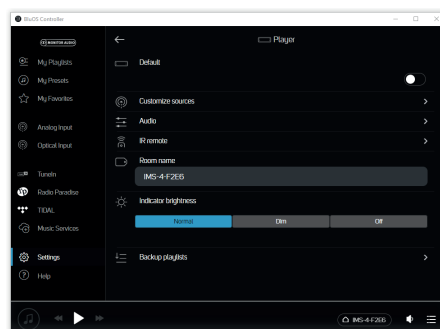 BluOS Controller
MONITOR AUDIO
My Playlists
My Presets
My Favorites
Analog Input
Optical Input
TuneIn
Radio Paradise
TIDAL
Music Services
Settings
Help
Player
Default
Customize sources
Audio
IR remote
Room name
IMS-4-F2E6
Indicator brightness
Normal Dim Off
Backup playlists
IMS-4-F2E6